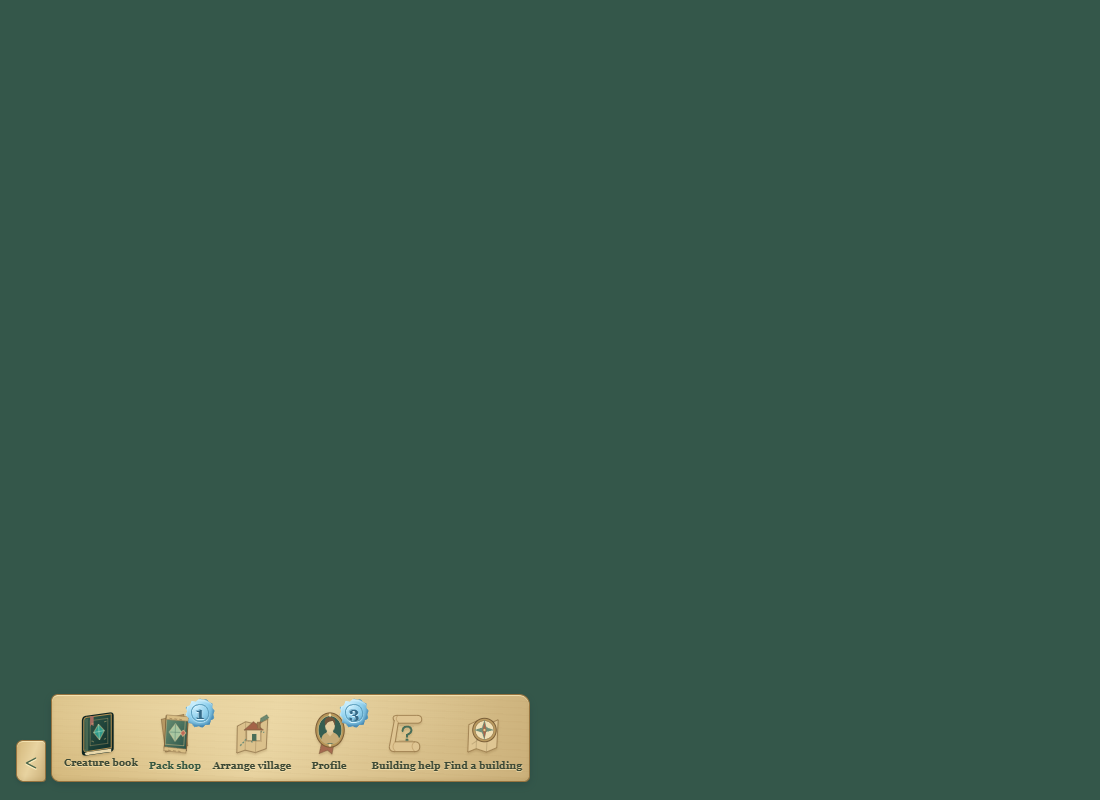 1
3
?
<
Creature book
Pack shop
Arrange village
Profile
Building help
Find a building